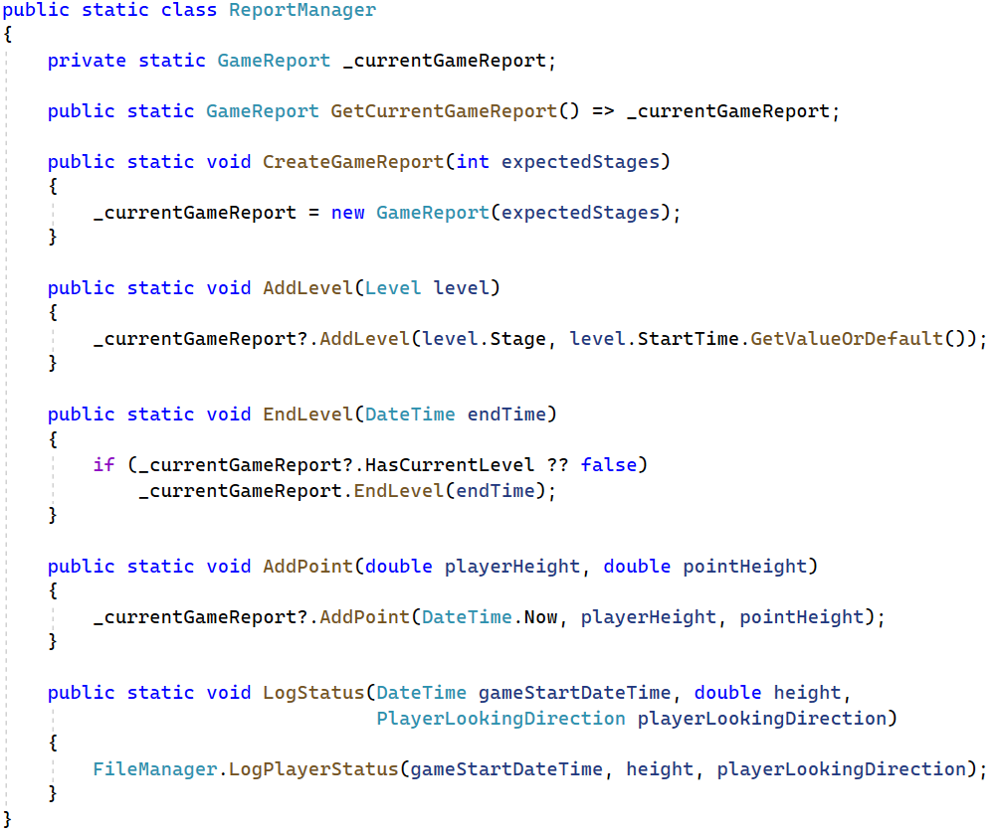 public static class ReportManager
{
    private static GameReport _currentGameReport;

    public static GameReport GetCurrentGameReport() => _currentGameReport;

    public static void CreateGameReport(int expectedStages)
    {
        _currentGameReport = new GameReport(expectedStages);
    }

    public static void AddLevel(Level level)
    {
        _currentGameReport?.AddLevel(level.Stage, level.StartTime.GetValueOrDefault());
    }

    public static void EndLevel(DateTime endTime)
    {
        if (_currentGameReport?.HasCurrentLevel ?? false)
            _currentGameReport.EndLevel(endTime);
    }

    public static void AddPoint(double playerHeight, double pointHeight)
    {
        _currentGameReport?.AddPoint(DateTime.Now, playerHeight, pointHeight);
    }

    public static void LogStatus(DateTime gameStartDateTime, double height,
                                 PlayerLookingDirection playerLookingDirection)
    {
        FileManager.LogPlayerStatus(gameStartDateTime, height, playerLookingDirection);
    }
}